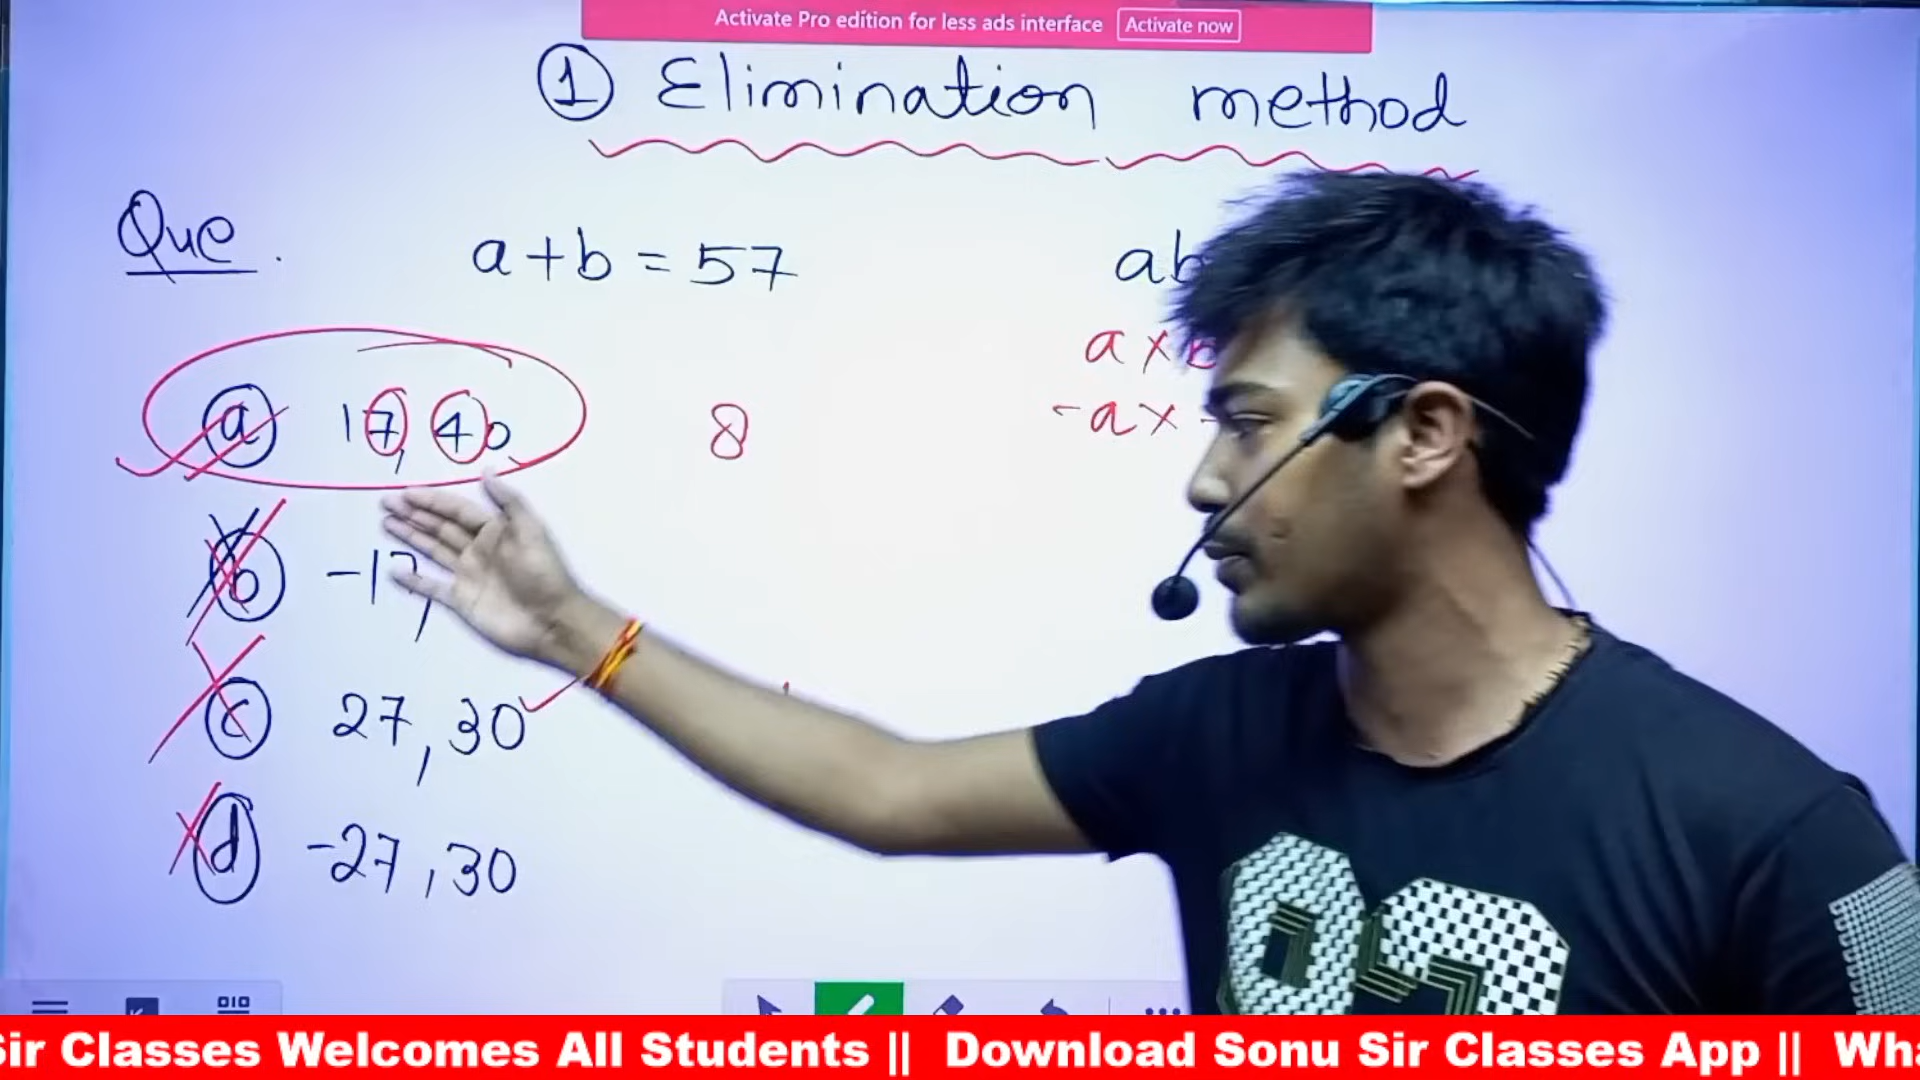 Activate Pro edition for less ads interface Activate now
① Elimination method
Que.
a + b = 57
ab
a x b
-a x -
ⓐ 17, 40
8
ⓑ -17,
ⓒ 27, 30
ⓓ -27, 30
Sir Classes Welcomes All Students || Download Sonu Sir Classes App ||